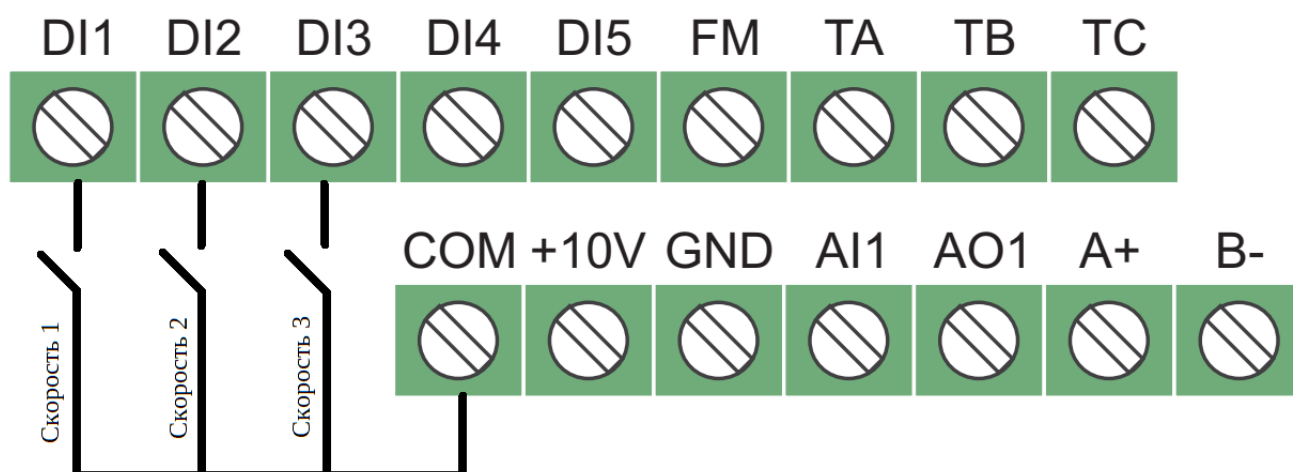 DI1 DI2 DI3 DI4 DI5 FM TA TB TC
COM +10V GND AI1 AO1 A+ B-
Скорость 1
Скорость 2
Скорость 3